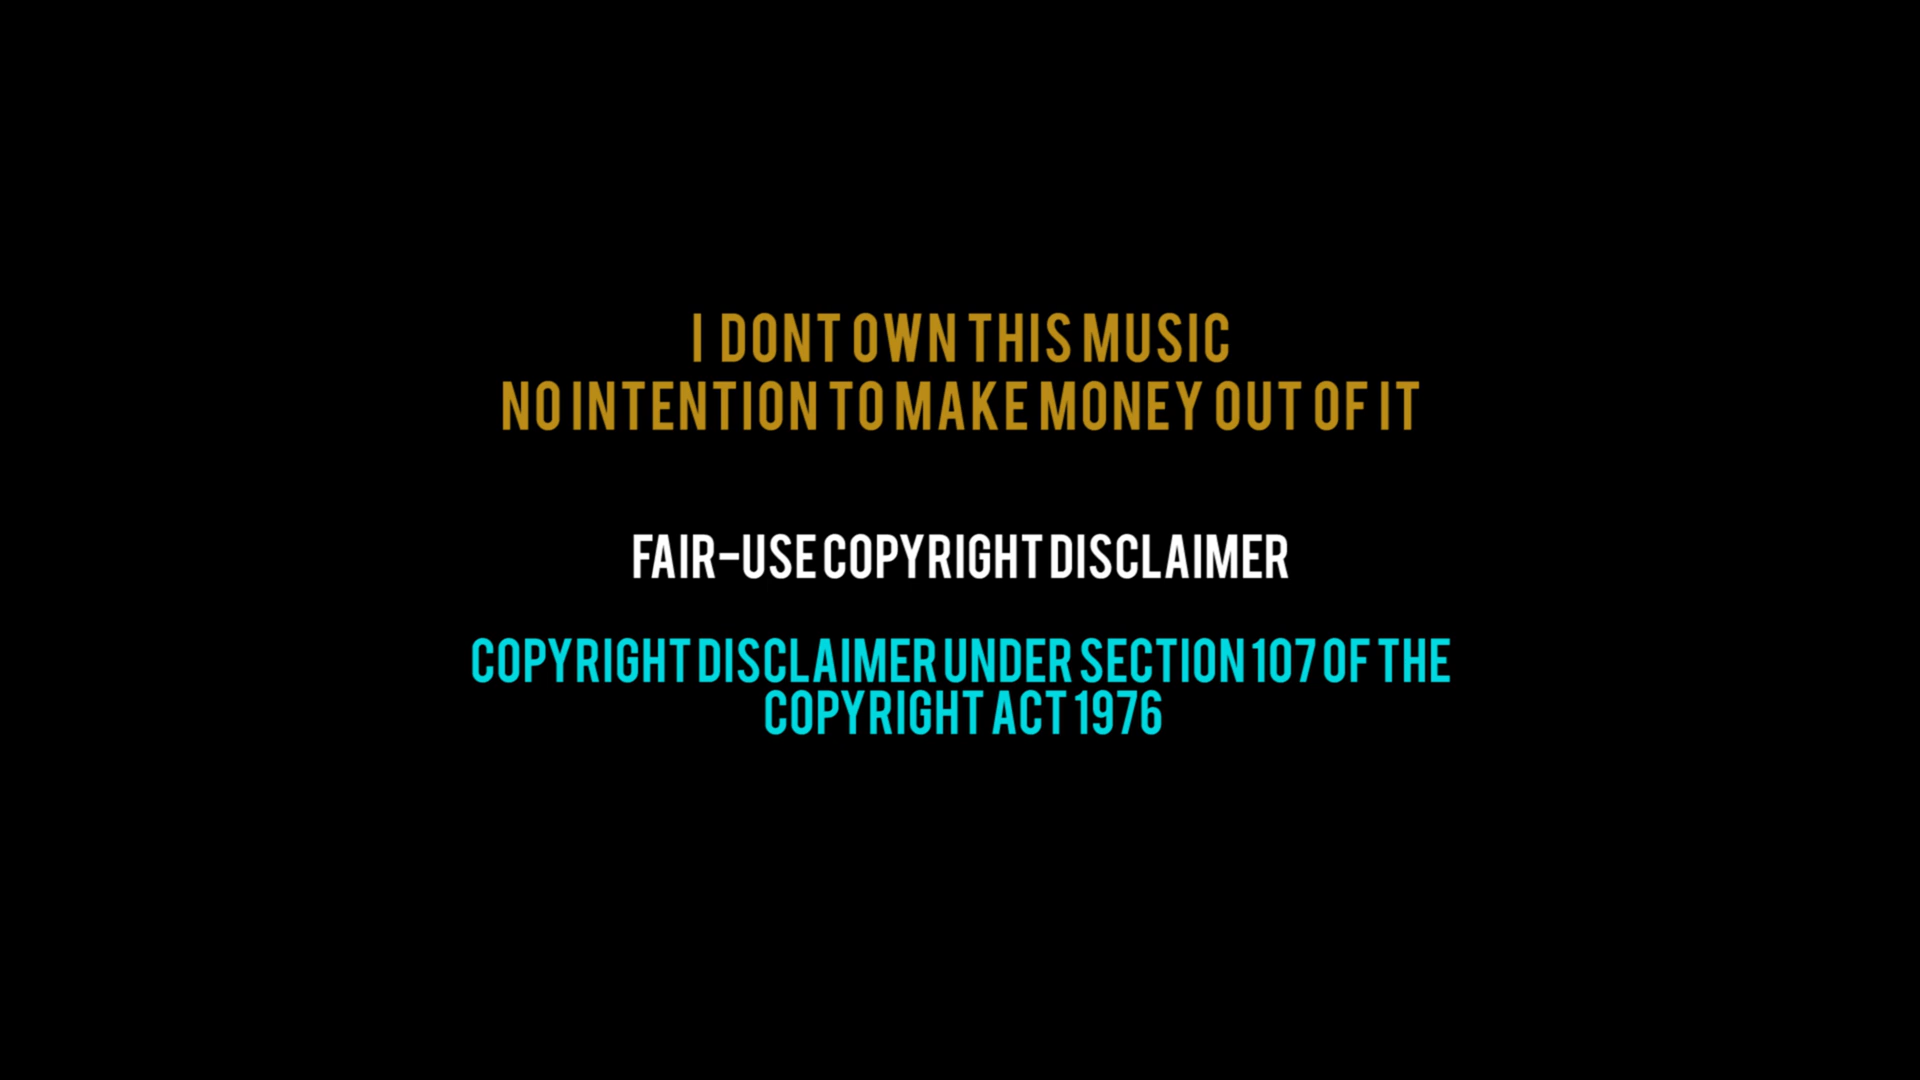 I DONT OWN THIS MUSIC
NO INTENTION TO MAKE MONEY OUT OF IT
FAIR-USE COPYRIGHT DISCLAIMER
COPYRIGHT DISCLAIMER UNDER SECTION 107 OF THE
COPYRIGHT ACT 1976